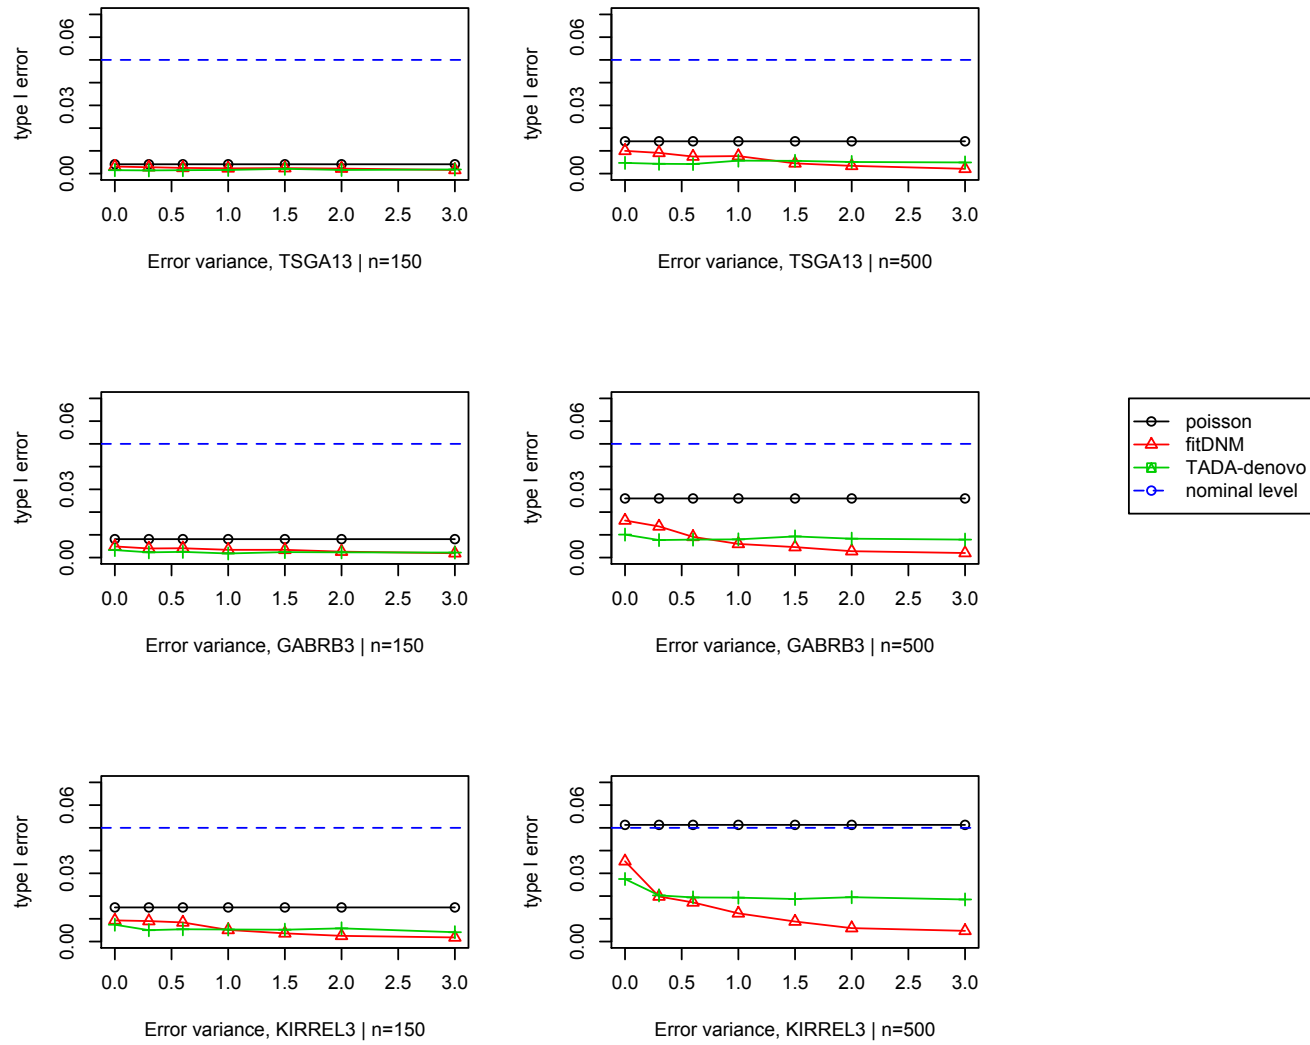 type I error
0.00 0.03 0.06
0.0 0.5 1.0 1.5 2.0 2.5 3.0
Error variance, TSGA13 | n=150
type I error
0.00 0.03 0.06
0.0 0.5 1.0 1.5 2.0 2.5 3.0
Error variance, TSGA13 | n=500
type I error
0.00 0.03 0.06
0.0 0.5 1.0 1.5 2.0 2.5 3.0
Error variance, GABRB3 | n=150
type I error
0.00 0.03 0.06
0.0 0.5 1.0 1.5 2.0 2.5 3.0
Error variance, GABRB3 | n=500
poisson
fitDNM
TADA-denovo
nominal level
type I error
0.00 0.03 0.06
0.0 0.5 1.0 1.5 2.0 2.5 3.0
Error variance, KIRREL3 | n=150
type I error
0.00 0.03 0.06
0.0 0.5 1.0 1.5 2.0 2.5 3.0
Error variance, KIRREL3 | n=500